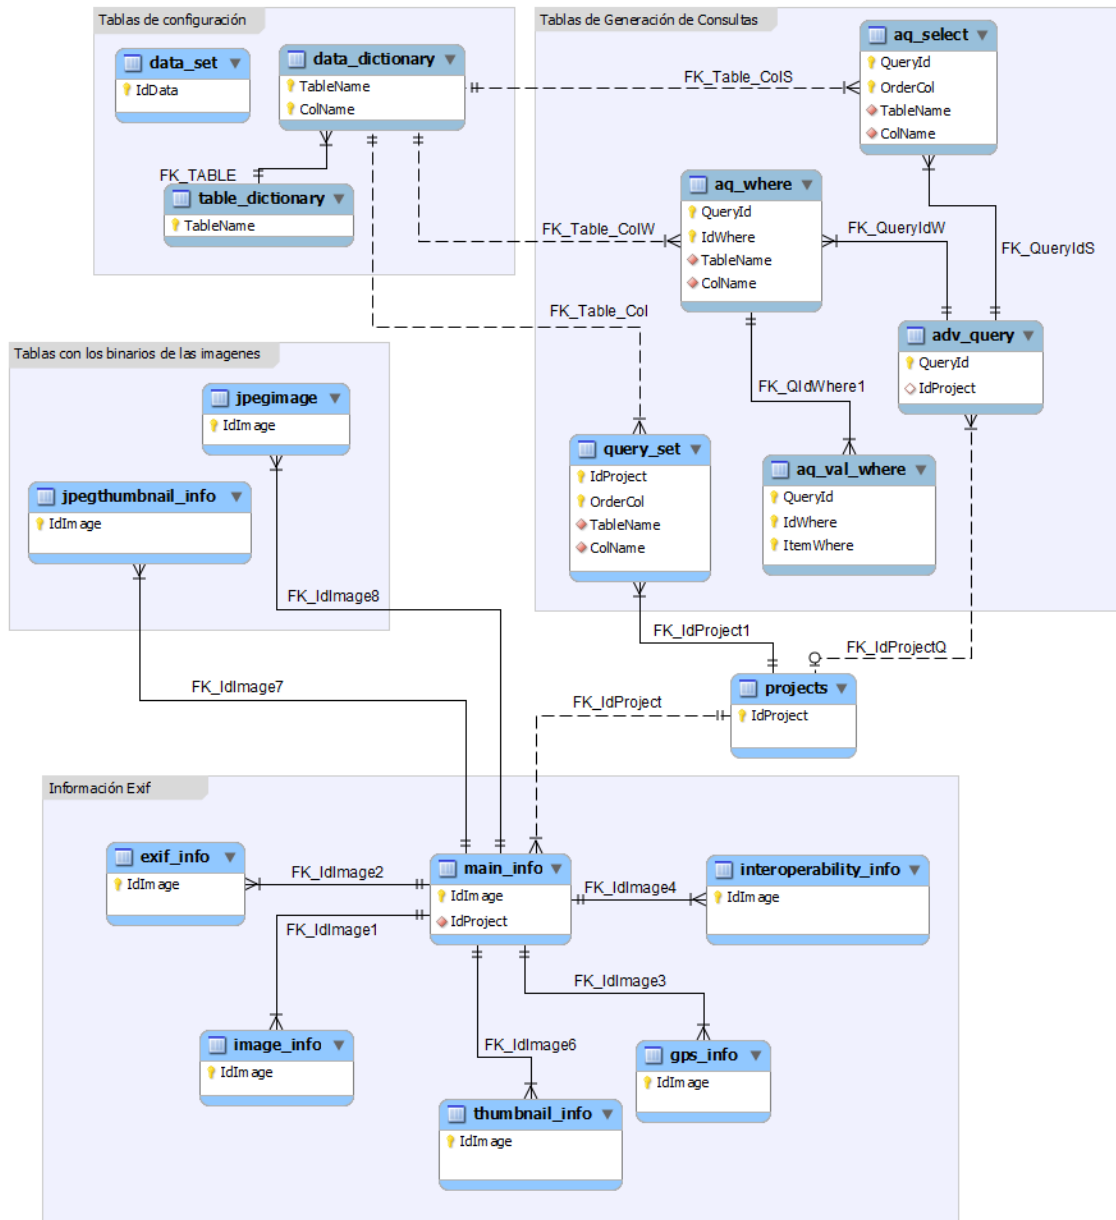 Tablas de configuración
data_set
IdData
data_dictionary
TableName
ColName
FK_TABLE
table_dictionary
TableName
Tablas de Generación de Consultas
aq_select
QueryId
OrderCol
TableName
ColName
FK_Table_ColS
aq_where
QueryId
IdWhere
TableName
ColName
FK_Table_ColW
FK_QueryIdW
FK_QueryIdS
FK_Table_Col
adv_query
QueryId
IdProject
FK_QIdWhere1
query_set
IdProject
OrderCol
TableName
ColName
aq_val_where
QueryId
IdWhere
ItemWhere
Tablas con los binarios de las imagenes
jpegimage
IdImage
jpegthumbnail_info
IdImage
FK_IdImage8
FK_IdImage7
FK_IdProject1
FK_IdProjectQ
FK_IdProject
projects
IdProject
Información Exif
exif_info
IdImage
FK_IdImage2
main_info
IdImage
IdProject
FK_IdImage4
interoperability_info
IdImage
FK_IdImage1
FK_IdImage3
image_info
IdImage
FK_IdImage6
gps_info
IdImage
thumbnail_info
IdImage